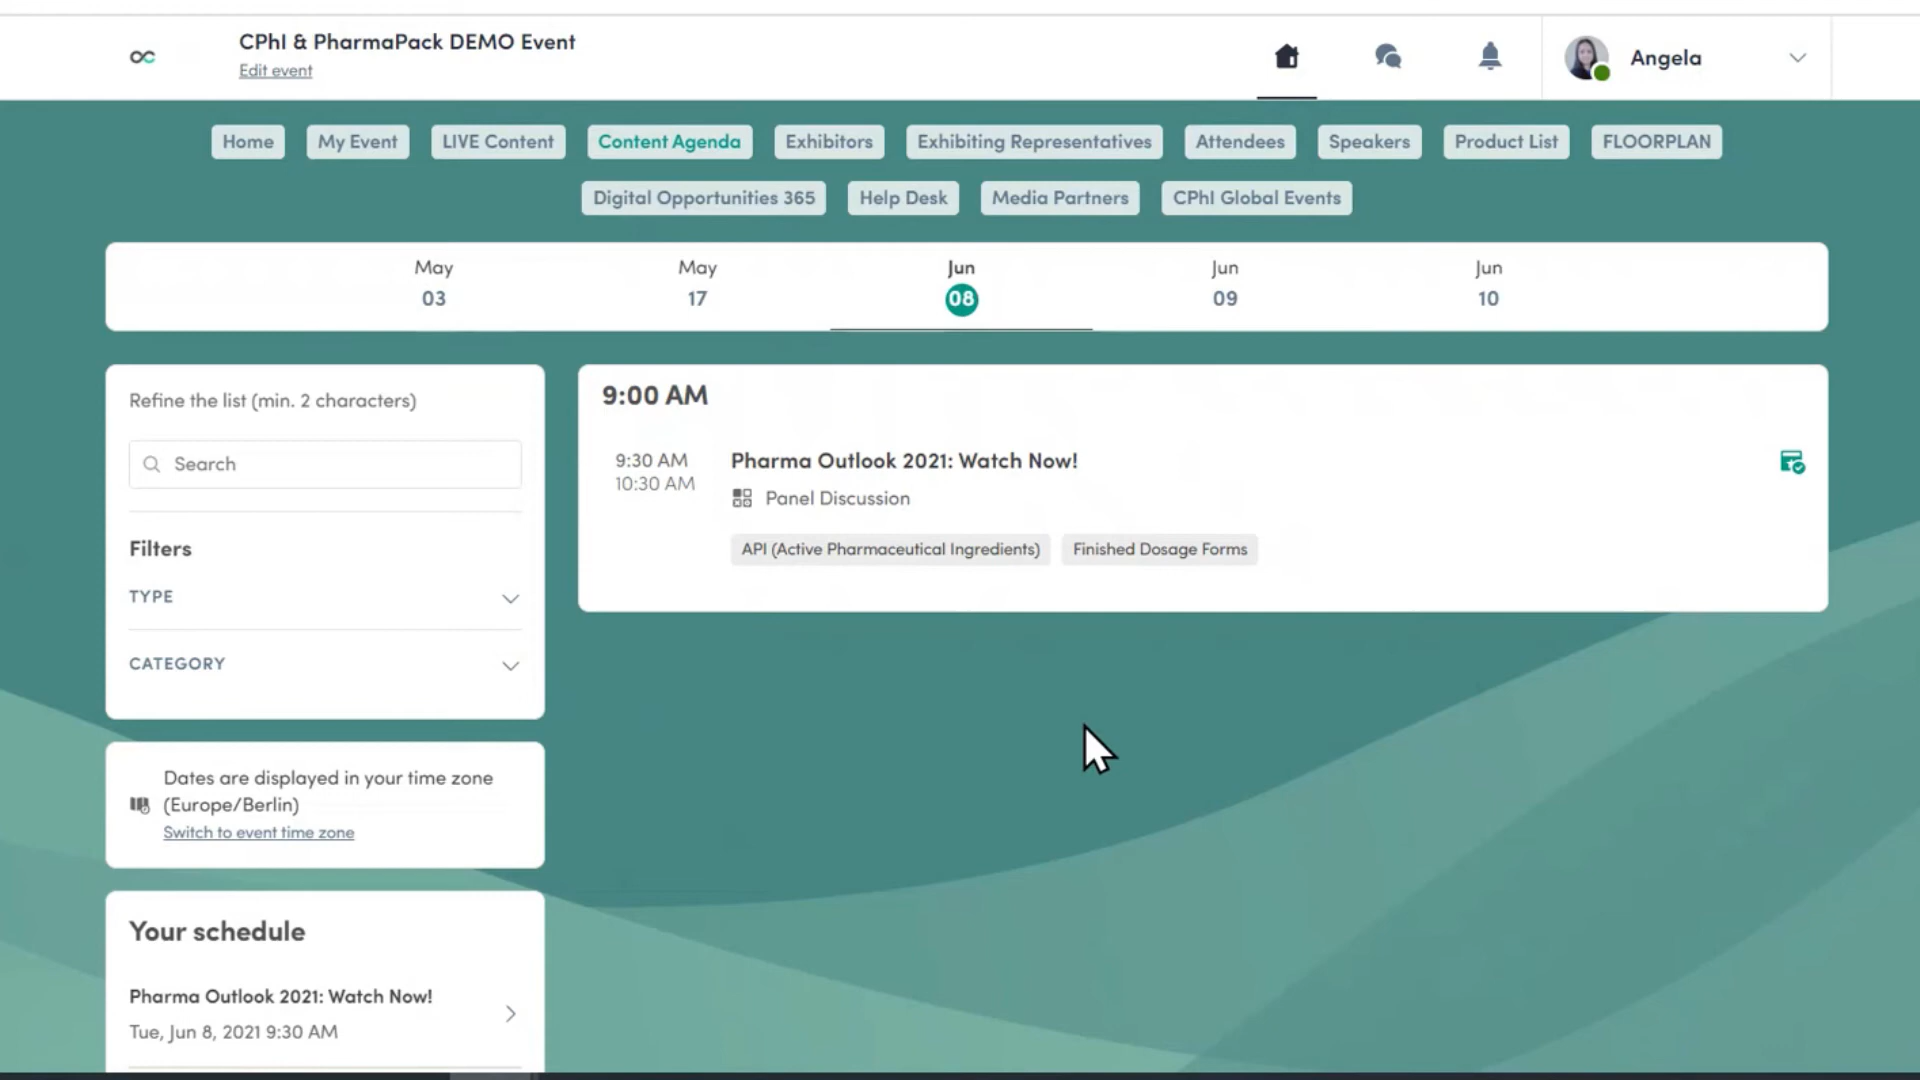 CPhI & PharmaPack DEMO Event
Edit event
Angela
Home
My Event
LIVE Content
Content Agenda
Exhibitors
Exhibiting Representatives
Attendees
Speakers
Product List
FLOORPLAN
Digital Opportunities 365
Help Desk
Media Partners
CPhI Global Events
May
03
May
17
Jun
08
Jun
09
Jun
10
Refine the list (min. 2 characters)
Search
Filters
TYPE
CATEGORY
Dates are displayed in your time zone
(Europe/Berlin)
Switch to event time zone
Your schedule
Pharma Outlook 2021: Watch Now!
Tue, Jun 8, 2021 9:30 AM
9:00 AM
9:30 AM
10:30 AM
Pharma Outlook 2021: Watch Now!
Panel Discussion
API (Active Pharmaceutical Ingredients)
Finished Dosage Forms